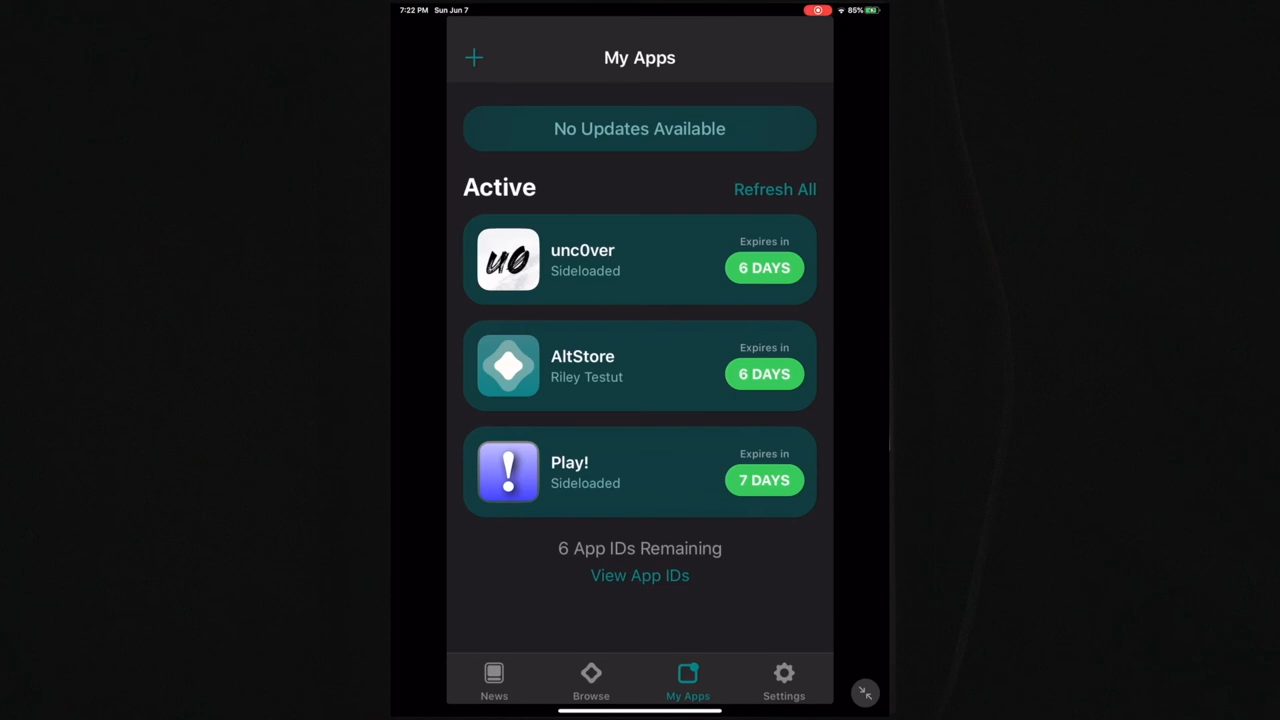 7:22 PM Sun Jun 7
85%
My Apps
No Updates Available
Active
Refresh All
u0
unc0ver
Sideloaded
Expires in
6 DAYS
AltStore
Riley Testut
Expires in
6 DAYS
!
Play!
Sideloaded
Expires in
7 DAYS
6 App IDs Remaining
View App IDs
News
Browse
My Apps
Settings